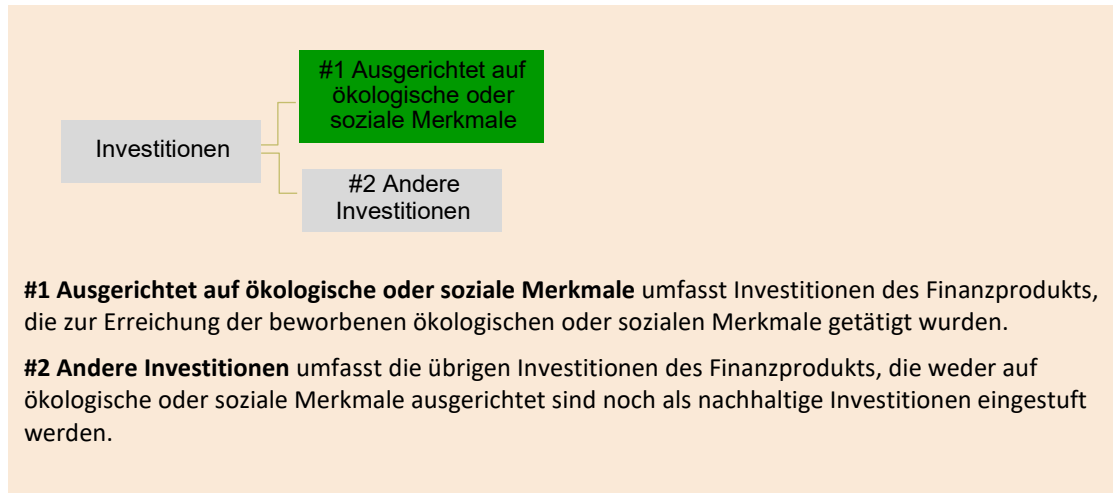 #1 Ausgerichtet auf
ökologische oder
soziale Merkmale
Investitionen
#2 Andere
Investitionen
#1 Ausgerichtet auf ökologische oder soziale Merkmale umfasst Investitionen des Finanzprodukts,
die zur Erreichung der beworbenen ökologischen oder sozialen Merkmale getätigt wurden.
#2 Andere Investitionen umfasst die übrigen Investitionen des Finanzprodukts, die weder auf
ökologische oder soziale Merkmale ausgerichtet sind noch als nachhaltige Investitionen eingestuft
werden.